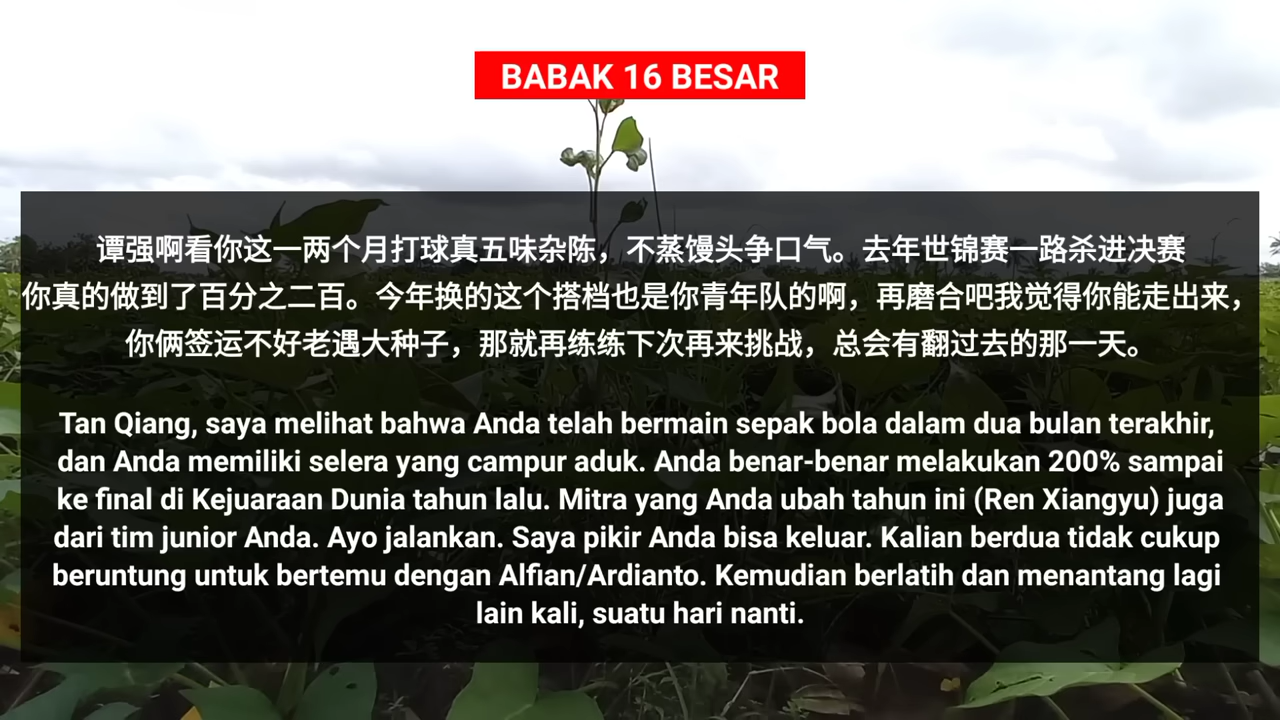 BABAK 16 BESAR
谭强啊看你这一两个月打球真五味杂陈，不蒸馒头争口气。去年世锦赛一路杀进决赛
你真的做到了百分之二百。今年换的这个搭档也是你青年队的啊，再磨合吧我觉得你能走出来，
你俩签运不好老遇大种子，那就再练练下次再来挑战，总会有翻过去的那一天。
Tan Qiang, saya melihat bahwa Anda telah bermain sepak bola dalam dua bulan terakhir,
dan Anda memiliki selera yang campur aduk. Anda benar-benar melakukan 200% sampai
ke final di Kejuaraan Dunia tahun lalu. Mitra yang Anda ubah tahun ini (Ren Xiangyu) juga
dari tim junior Anda. Ayo jalankan. Saya pikir Anda bisa keluar. Kalian berdua tidak cukup
beruntung untuk bertemu dengan Alfian/Ardianto. Kemudian berlatih dan menantang lagi
lain kali, suatu hari nanti.